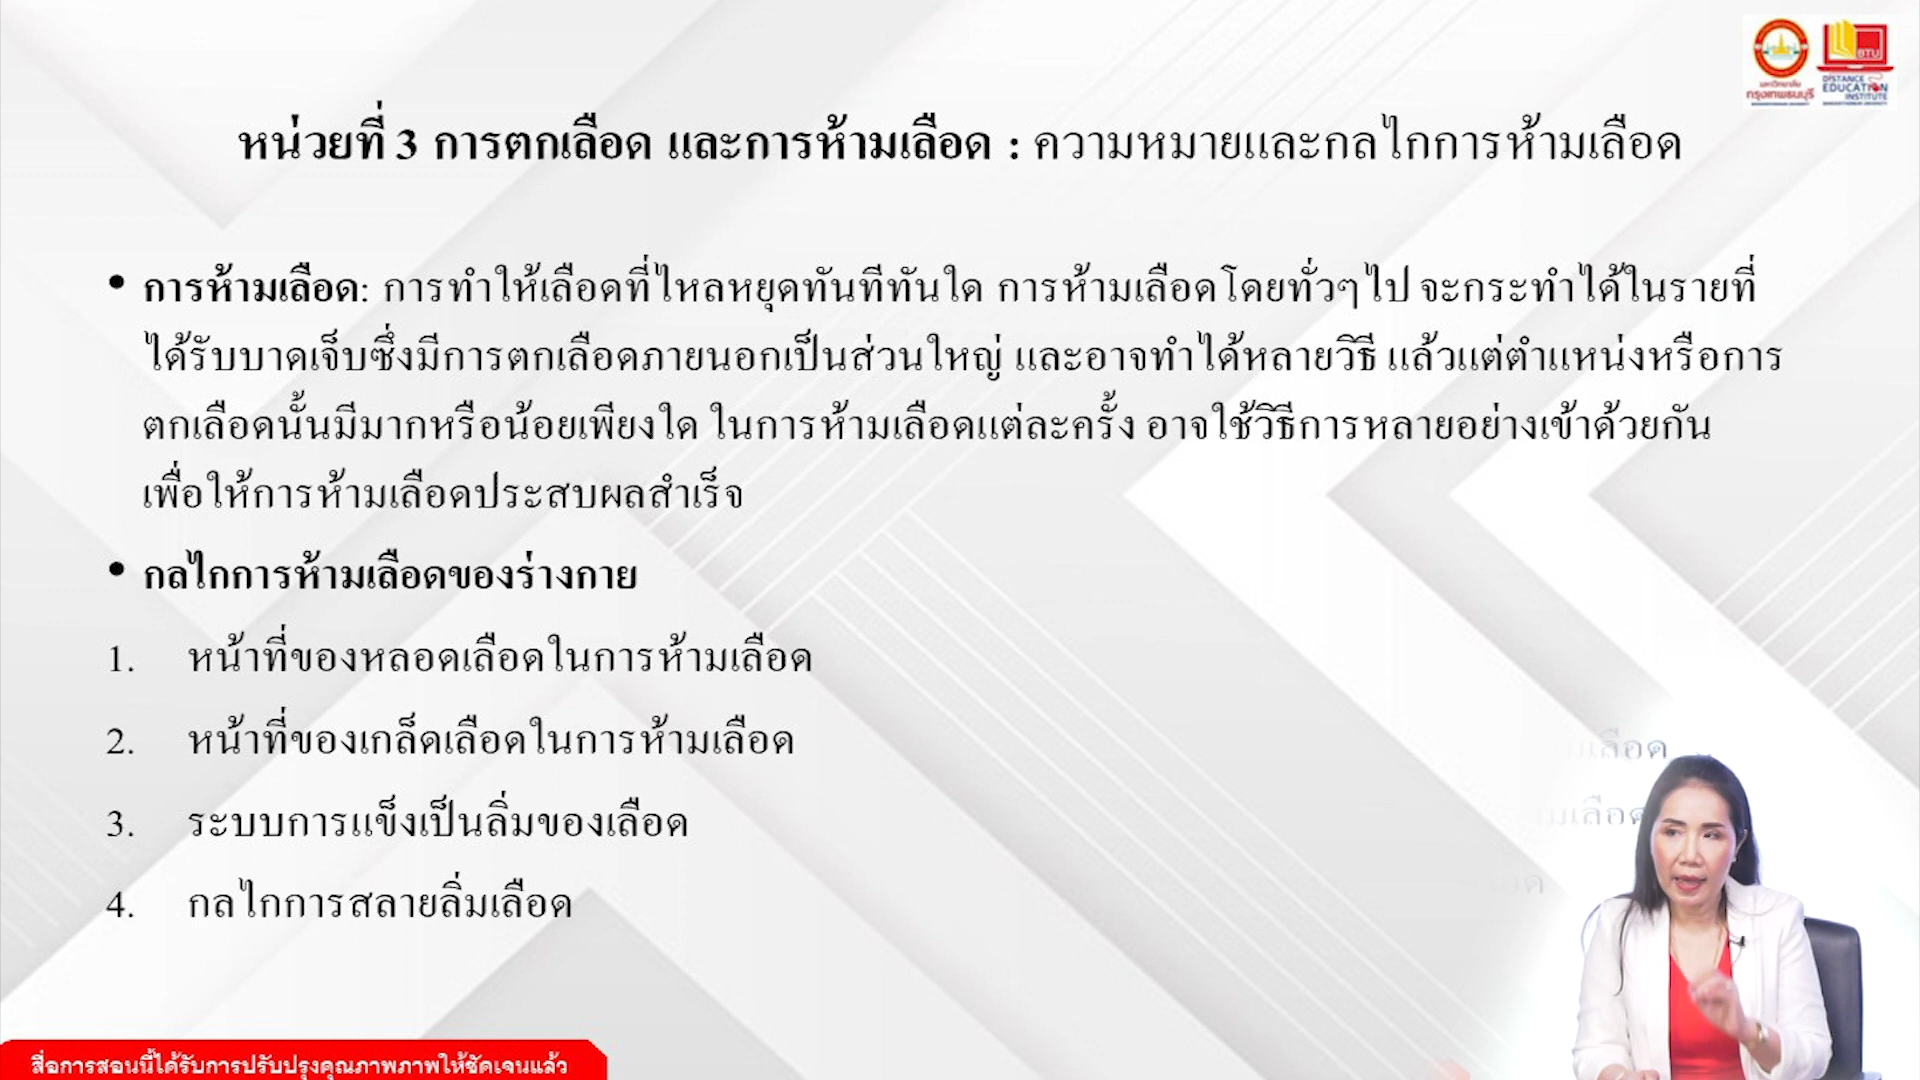 มหาวิทยาลัย
กรุงเทพธนบุรี
BTU
DISTANCE
EDUCATION
INSTITUTE
หน่วยที่ 3 การตกเลือด และการห้ามเลือด : ความหมายและกลไกการห้ามเลือด
• การห้ามเลือด: การทำให้เลือดที่ไหลหยุดทันทีทันใด การห้ามเลือดโดยทั่วๆไป จะกระทำได้ในรายที่
ได้รับบาดเจ็บซึ่งมีการตกเลือดภายนอกเป็นส่วนใหญ่ และอาจทำได้หลายวิธี แล้วแต่ตำแหน่งหรือการ
ตกเลือดนั้นมีมากหรือน้อยเพียงใด ในการห้ามเลือดแต่ละครั้ง อาจใช้วิธีการหลายอย่างเข้าด้วยกัน
เพื่อให้การห้ามเลือดประสบผลสำเร็จ
• กลไกการห้ามเลือดของร่างกาย
1. หน้าที่ของหลอดเลือดในการห้ามเลือด
2. หน้าที่ของเกล็ดเลือดในการห้ามเลือด
3. ระบบการแข็งเป็นลิ่มของเลือด
4. กลไกการสลายลิ่มเลือด
สื่อการสอนนี้ได้รับการปรับปรุงคุณภาพภาพให้ชัดเจนแล้ว